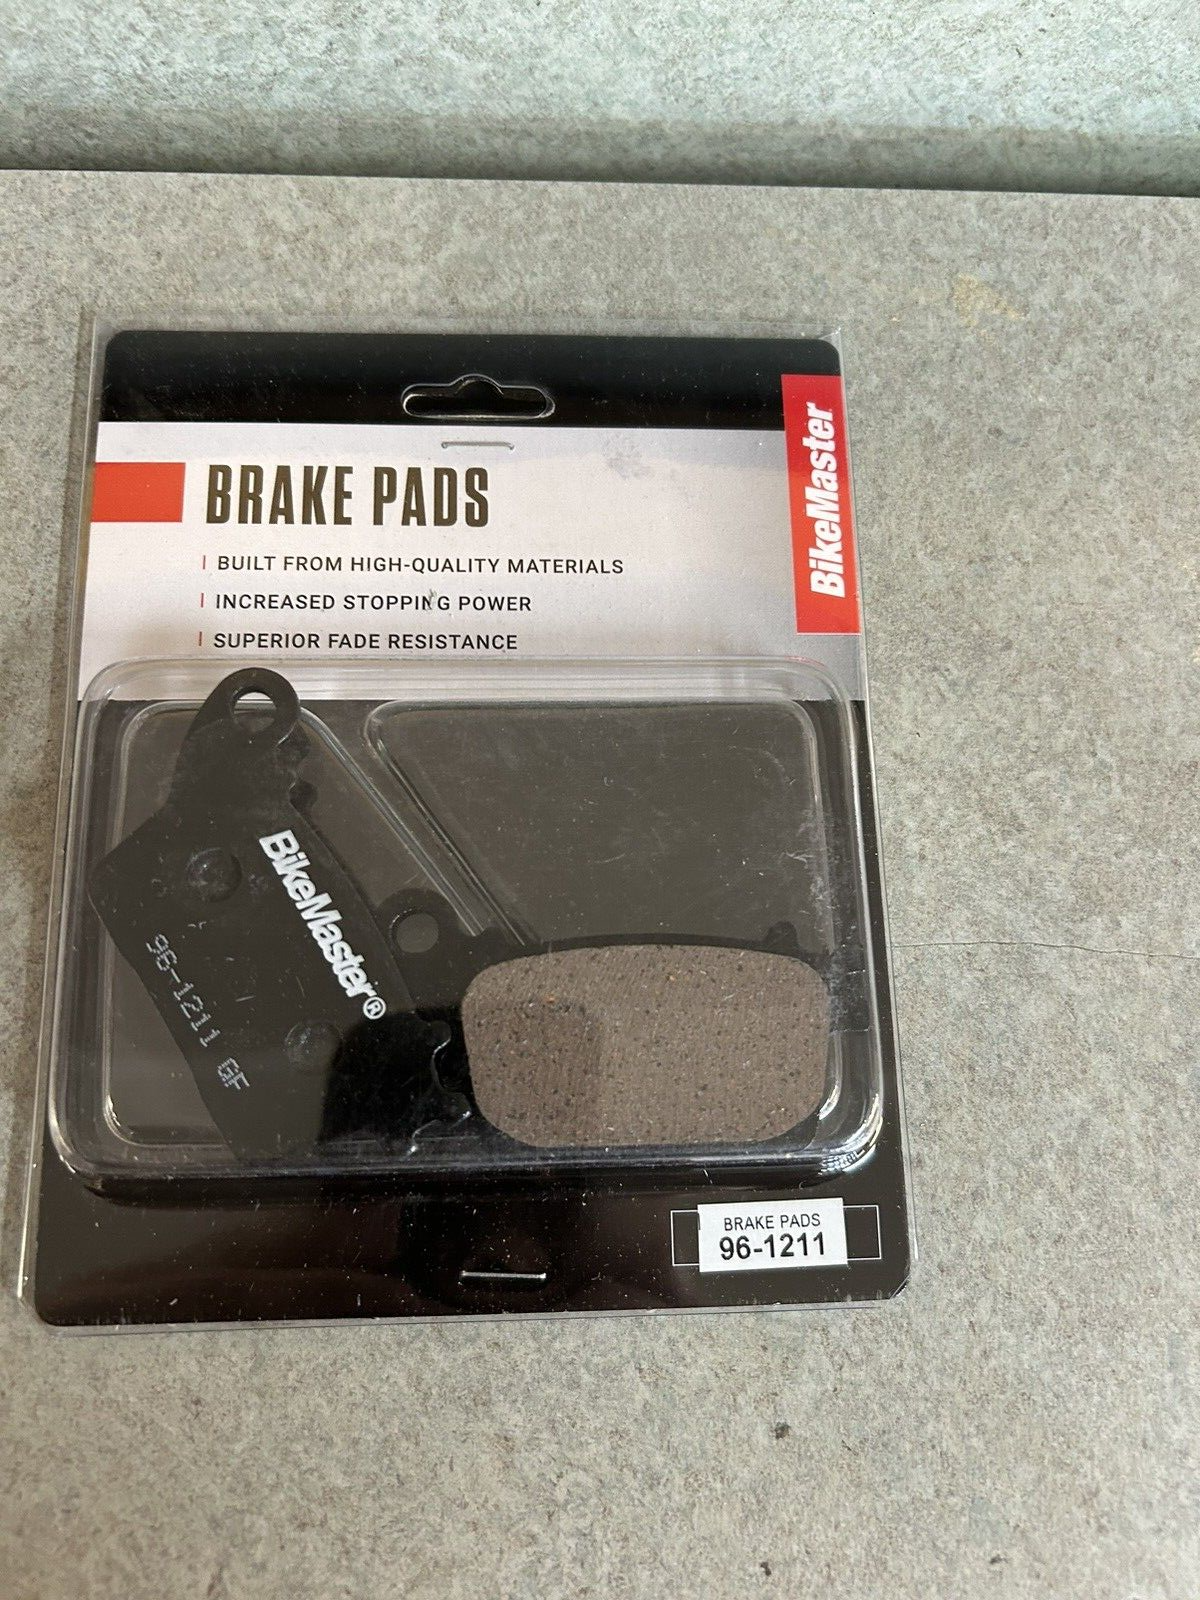 BRAKE PADS
BUILT FROM HIGH-QUALITY MATERIALS
INCREASED STOPPING POWER
SUPERIOR FADE RESISTANCE
BikeMaster
BikeMaster®
96-1211 GF
BRAKE PADS
96-1211